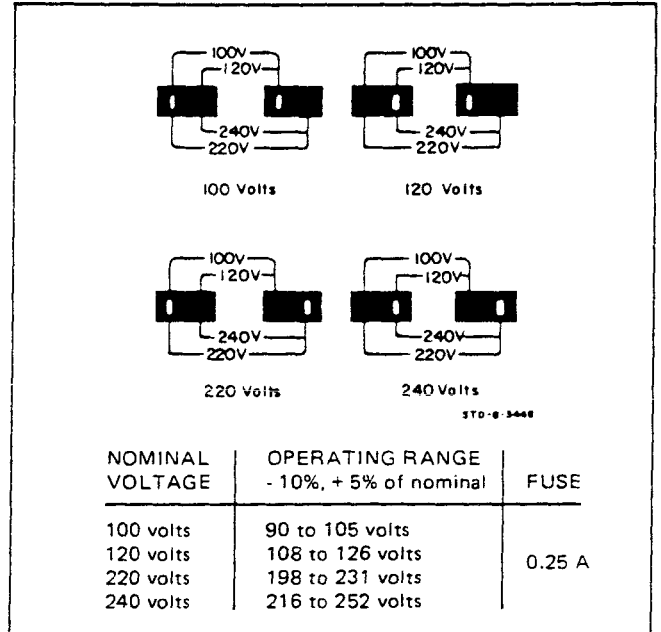 100V 100V
120V 120V
240V 240V
220V 220V
100 Volts 120 Volts
100V 100V
120V 120V
240V 240V
220V 220V
220 Volts 240 Volts
STD-B-3446
NOMINAL OPERATING RANGE
VOLTAGE - 10%, + 5% of nominal FUSE
100 volts 90 to 105 volts
120 volts 108 to 126 volts
0.25 A
220 volts 198 to 231 volts
240 volts 216 to 252 volts